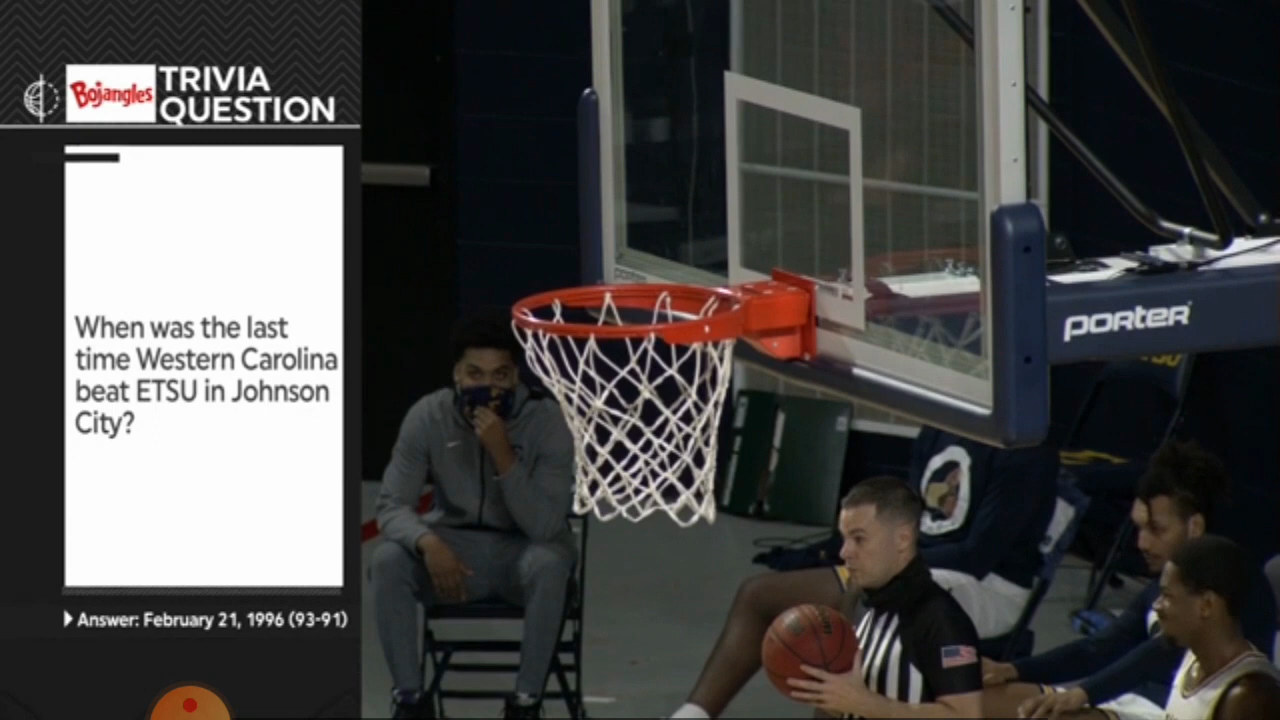 Bojangles
TRIVIA
QUESTION
When was the last
time Western Carolina
beat ETSU in Johnson
City?
Answer: February 21, 1996 (93-91)
porter